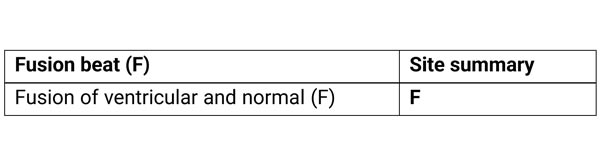 Fusion beat (F) Site summary
Fusion of ventricular and normal (F) F